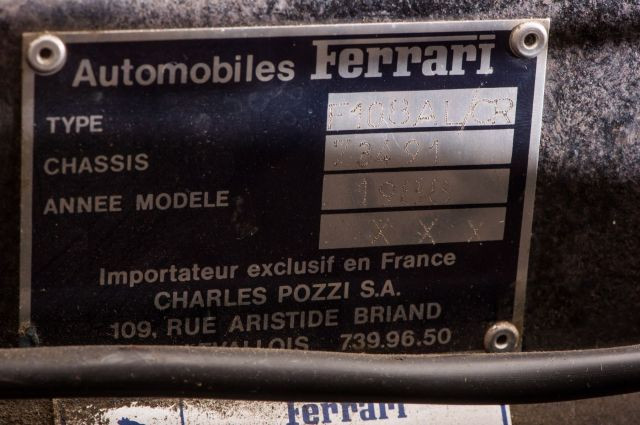 Automobiles Ferrari
TYPE F108AL/CR
CHASSIS
ANNEE MODELE
X X X
Importateur exclusif en France
CHARLES POZZI S.A.
109, RUE ARISTIDE BRIAND
739.96.50
Ferrari